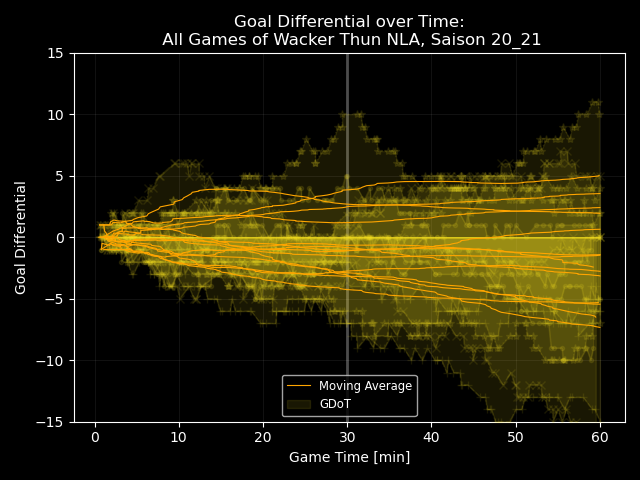 Goal Differential over Time:
All Games of Wacker Thun NLA, Saison 20_21
Goal Differential
15
10
5
0
−5
−10
−15
0
10
20
30
40
50
60
Game Time [min]
Moving Average
GDoT